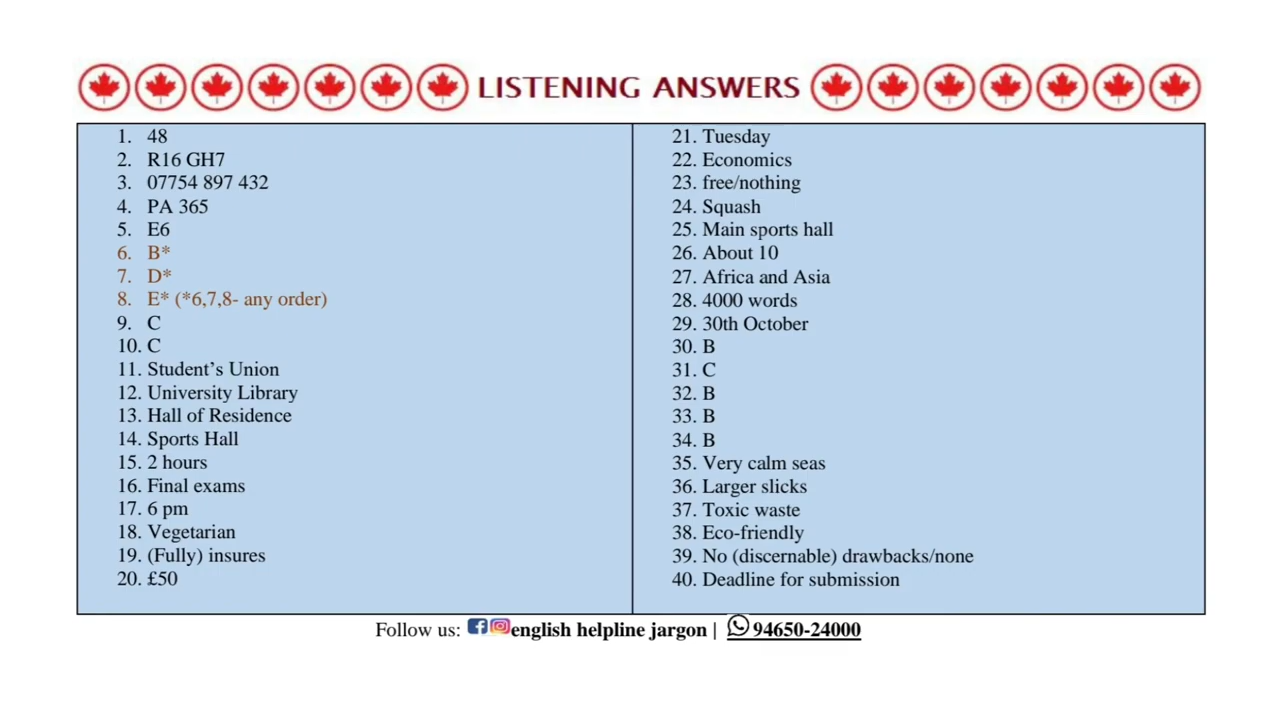 LISTENING ANSWERS
1. 48
2. R16 GH7
3. 07754 897 432
4. PA 365
5. E6
6. B*
7. D*
8. E* (*6,7,8- any order)
9. C
10. C
11. Student’s Union
12. University Library
13. Hall of Residence
14. Sports Hall
15. 2 hours
16. Final exams
17. 6 pm
18. Vegetarian
19. (Fully) insures
20. £50
21. Tuesday
22. Economics
23. free/nothing
24. Squash
25. Main sports hall
26. About 10
27. Africa and Asia
28. 4000 words
29. 30th October
30. B
31. C
32. B
33. B
34. B
35. Very calm seas
36. Larger slicks
37. Toxic waste
38. Eco-friendly
39. No (discernable) drawbacks/none
40. Deadline for submission
Follow us: english helpline jargon | 94650-24000